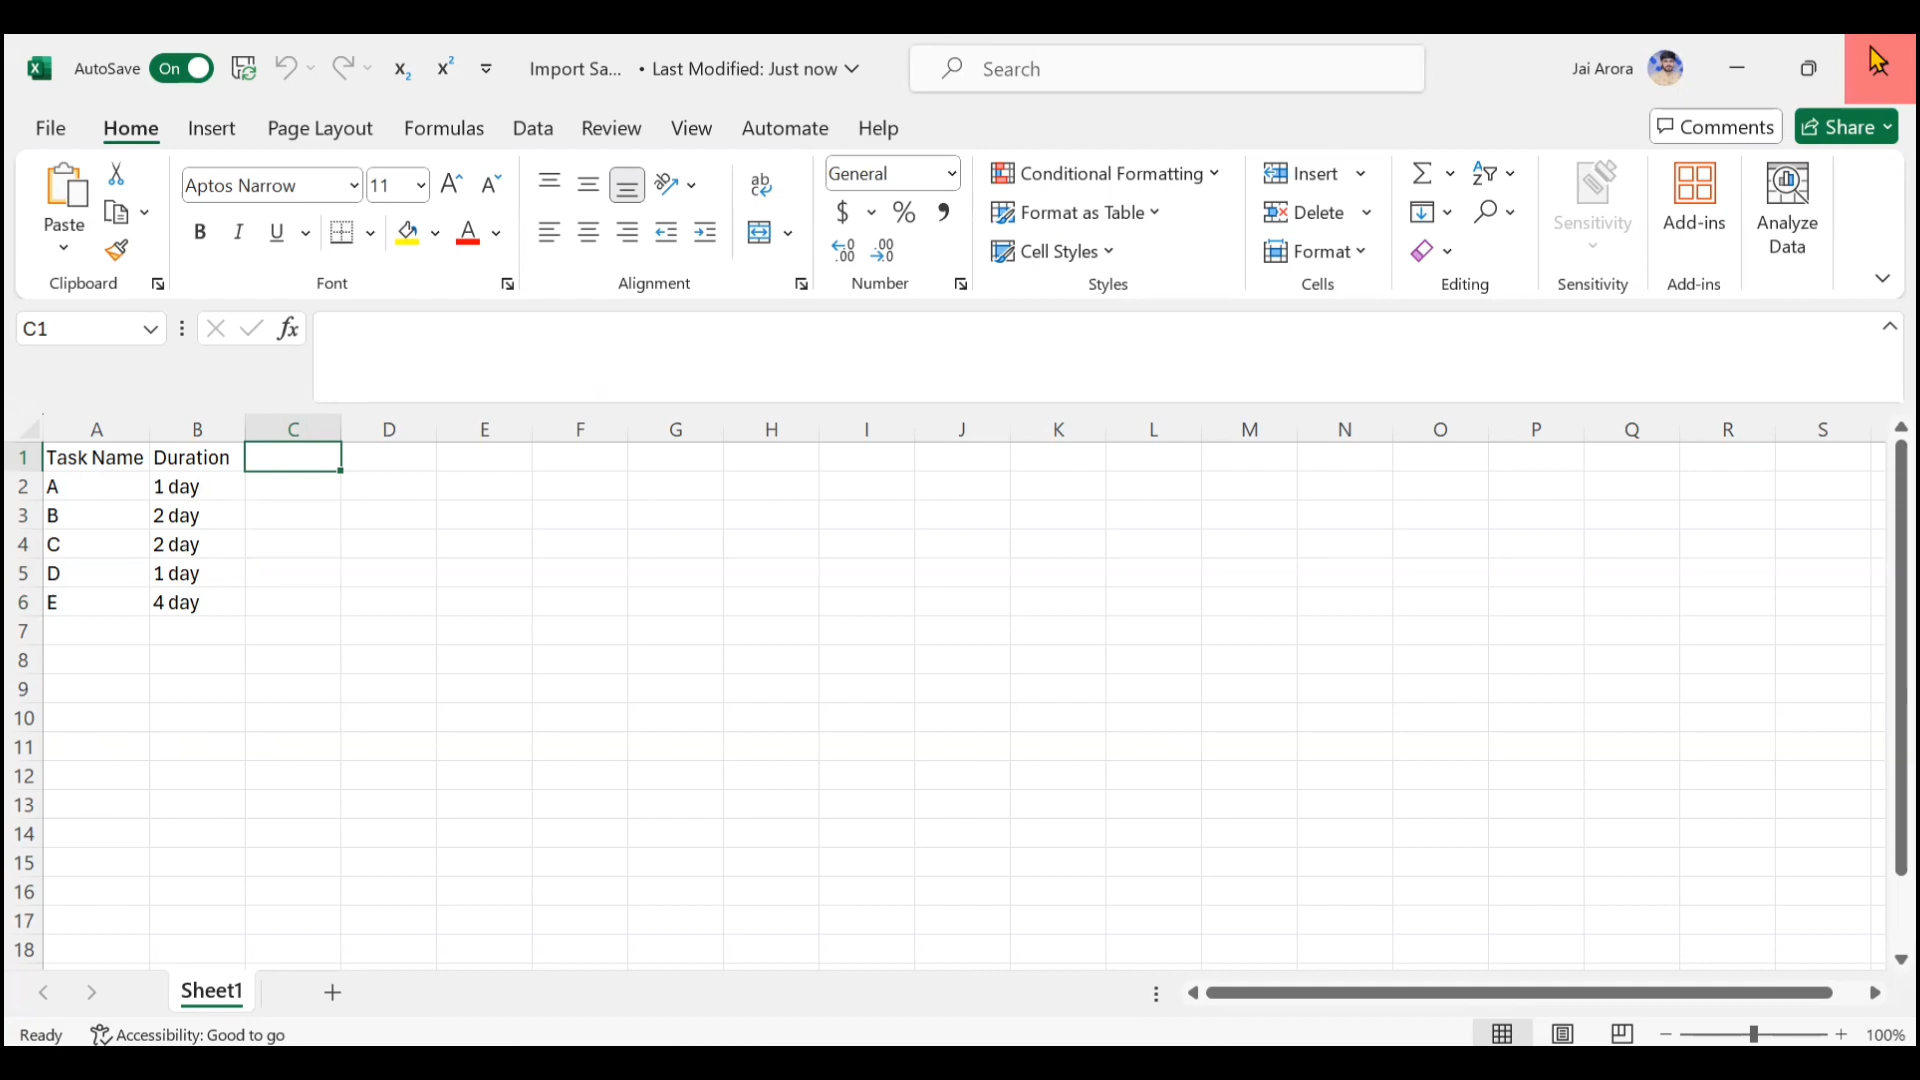 AutoSave On Import Sa... • Last Modified: Just now Search Jai Arora
File Home Insert Page Layout Formulas Data Review View Automate Help Comments Share
Paste
Clipboard
Aptos Narrow 11
B I U A
Font
ab
Alignment
General
$ % ,
Number
Conditional Formatting
Format as Table
Cell Styles
Styles
Insert
Delete
Format
Cells
Editing
Sensitivity
Sensitivity
Add-ins
Add-ins
Analyze
Data
C1 fx
A B C D E F G H I J K L M N O P Q R S
1 Task Name Duration
2 A 1 day
3 B 2 day
4 C 2 day
5 D 1 day
6 E 4 day
7
8
9
10
11
12
13
14
15
16
17
18
Sheet1
Ready Accessibility: Good to go 100%